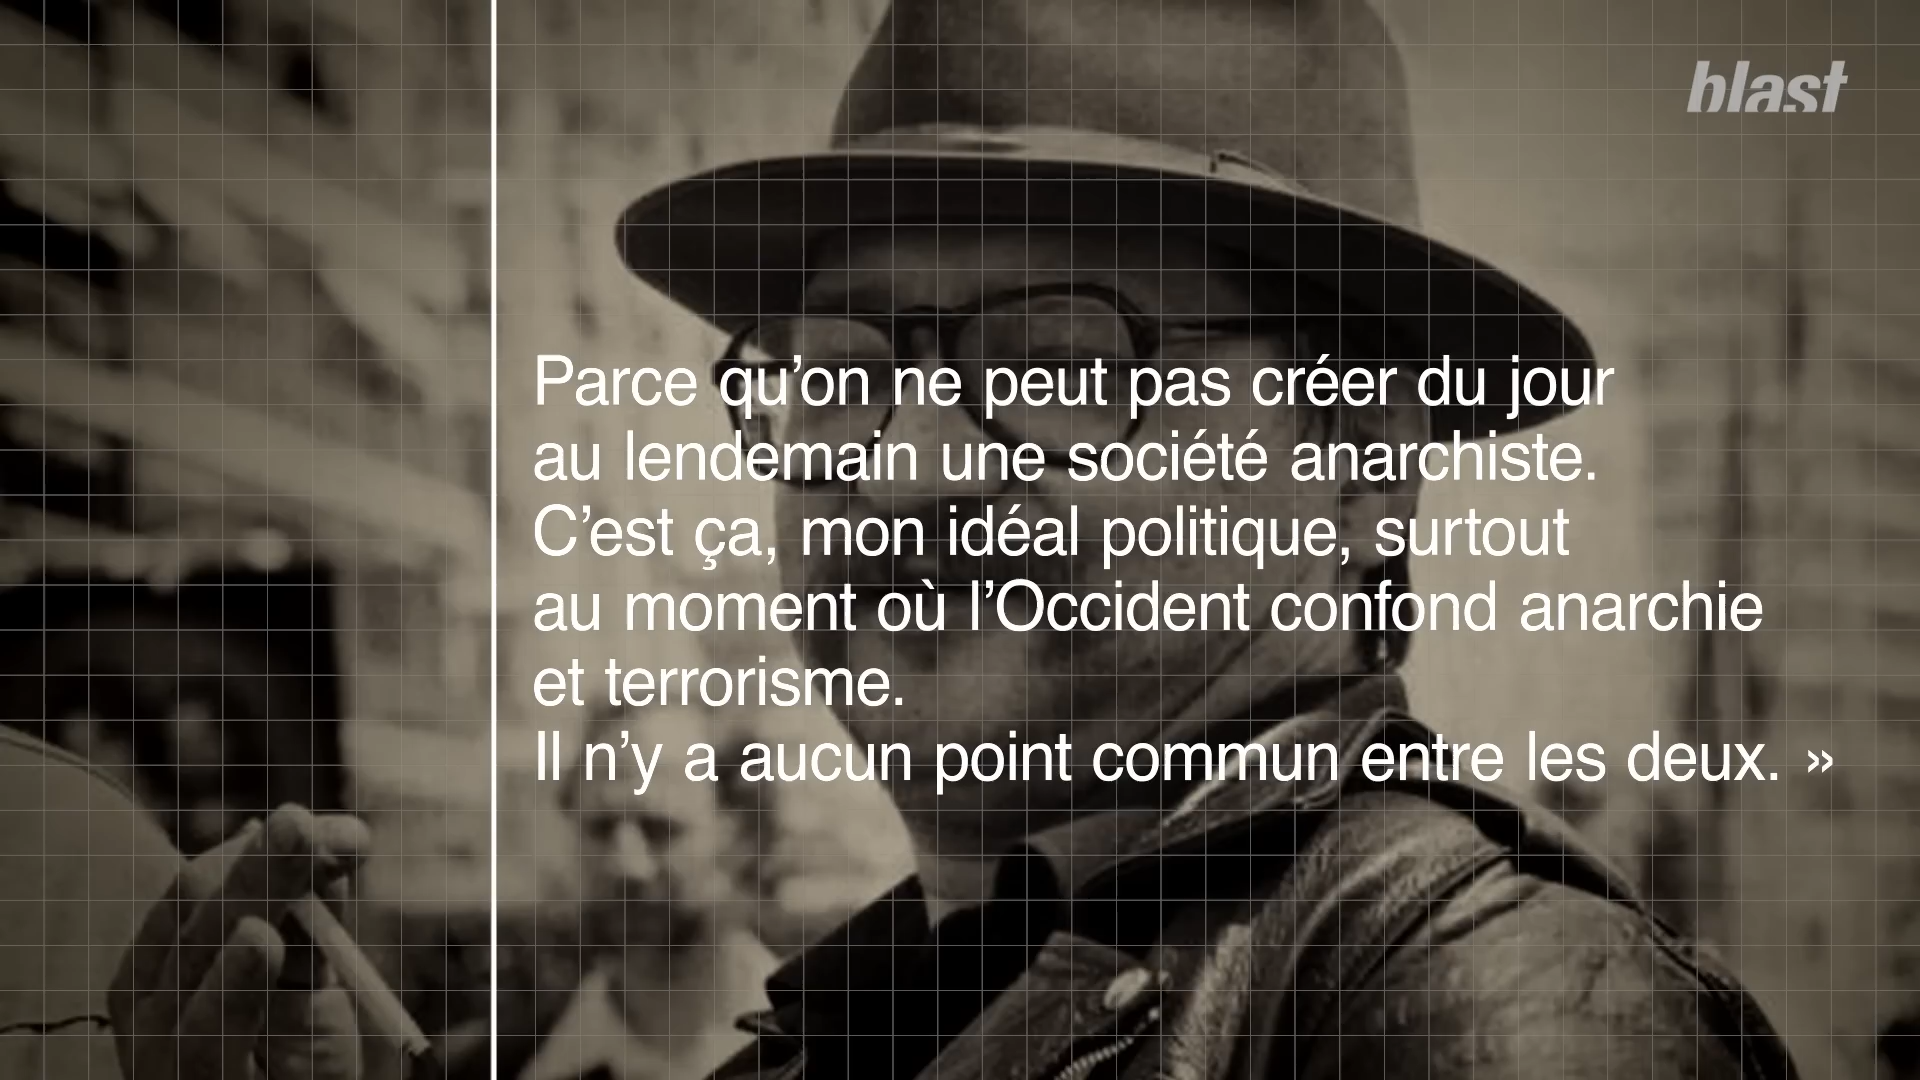 blast
Parce qu’on ne peut pas créer du jour
au lendemain une société anarchiste.
C’est ça, mon idéal politique, surtout
au moment où l’Occident confond anarchie
et terrorisme.
Il n’y a aucun point commun entre les deux. »